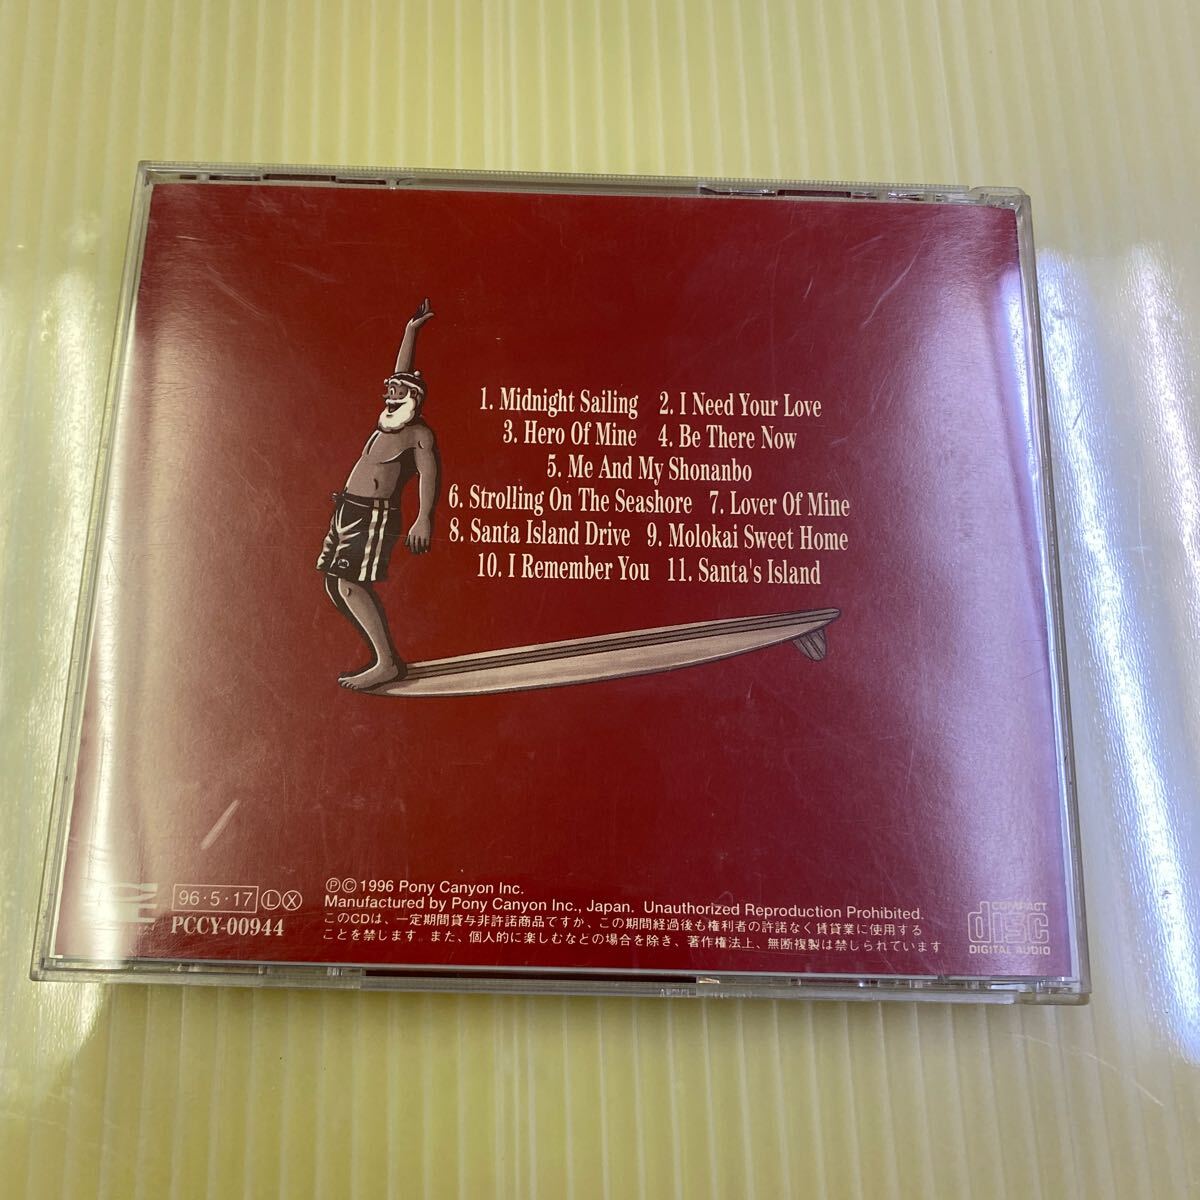 1. Midnight Sailing 2. I Need Your Love
3. Hero Of Mine 4. Be There Now
5. Me And My Shonanbo
6. Strolling On The Seashore 7. Lover Of Mine
8. Santa Island Drive 9. Molokai Sweet Home
10. I Remember You 11. Santa's Island
96・5・17 Ⓛ Ⓧ
PCCY-00944
Ⓟ©1996 Pony Canyon Inc.
Manufactured by Pony Canyon Inc., Japan. Unauthorized Reproduction Prohibited.
このCDは、一定期間貸与非許諾商品ですか、この期間経過後も権利者の許諾なく賃貸業に使用する
ことを禁じます。また、個人的に楽しむなどの場合を除き、著作権法上、無断複製は禁じられています
COMPACT
disc
DIGITAL AUDIO